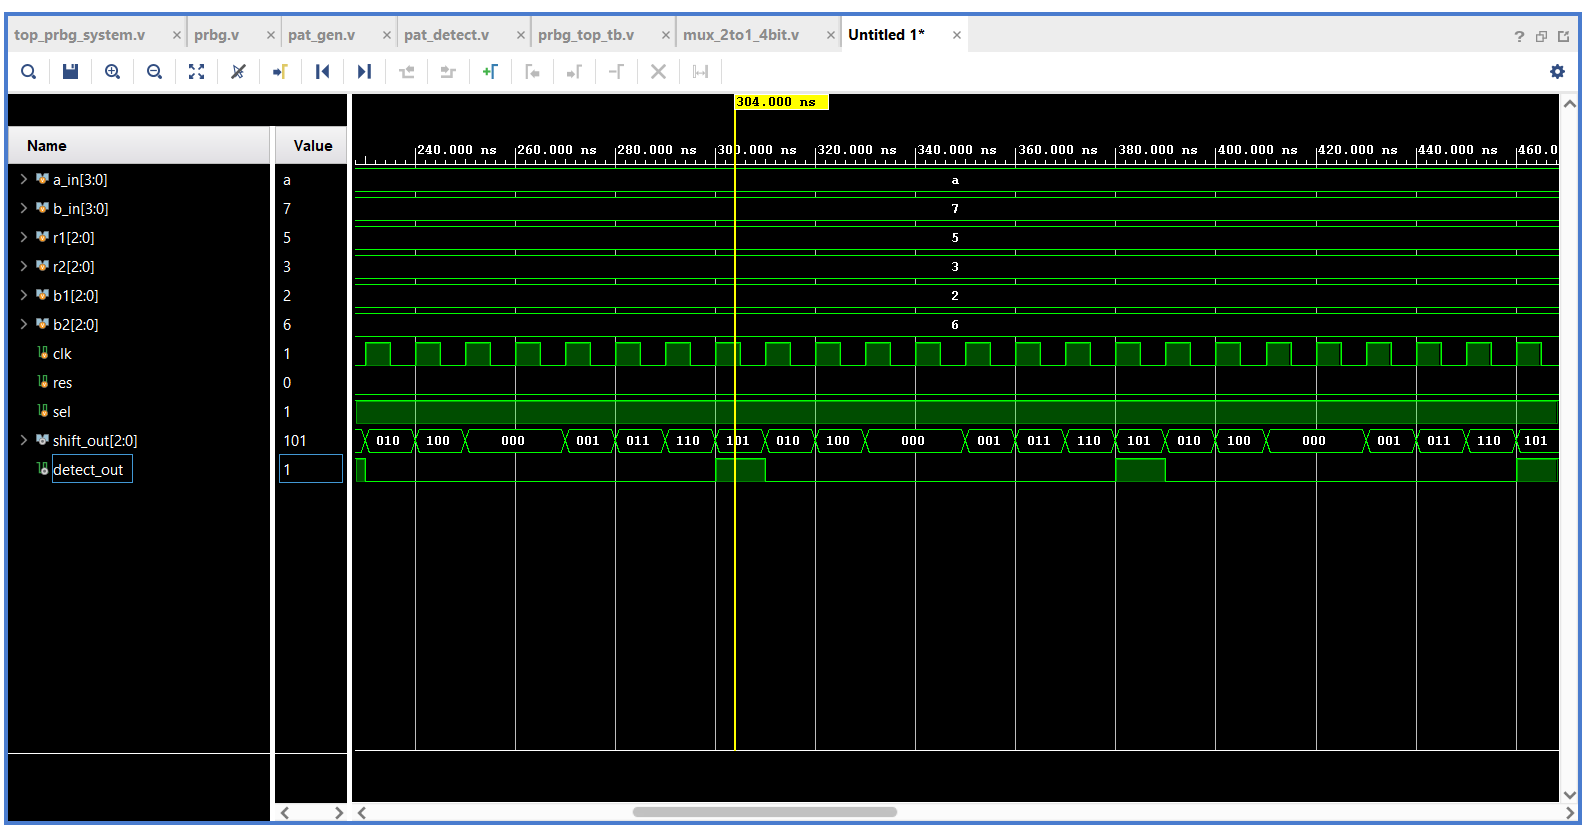 top_prbg_system.v × prbg.v × pat_gen.v × pat_detect.v × prbg_top_tb.v × mux_2to1_4bit.v × Untitled 1* ×
?
304.000 ns
Name Value
240.000 ns 260.000 ns 280.000 ns 300.000 ns 320.000 ns 340.000 ns 360.000 ns 380.000 ns 400.000 ns 420.000 ns 440.000 ns 460.0
a_in[3:0] a a
b_in[3:0] 7 7
r1[2:0] 5 5
r2[2:0] 3 3
b1[2:0] 2 2
b2[2:0] 6 6
clk 1
res 0
sel 1
shift_out[2:0] 101 010 100 000 001 011 110 101 010 100 000 001 011 110 101 010 100 000 001 011 110 101
detect_out 1